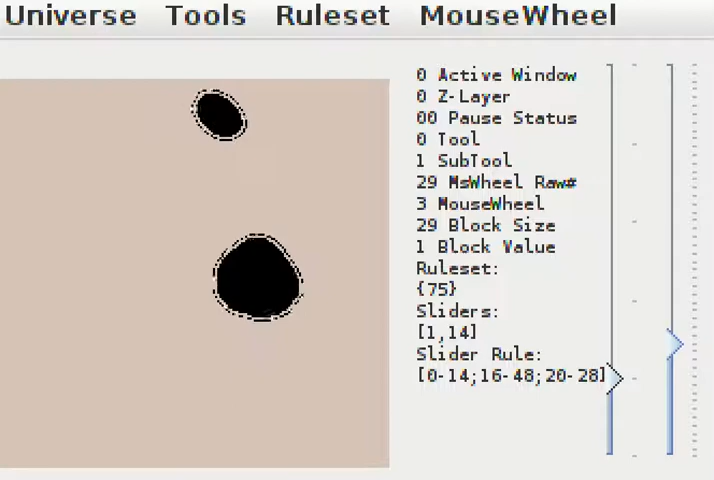 Universe Tools Ruleset MouseWheel
0 Active Window
0 Z-Layer
00 Pause Status
0 Tool
1 SubTool
29 MsWheel Raw#
3 MouseWheel
29 Block Size
1 Block Value
Ruleset:
{75}
Sliders:
[1,14]
Slider Rule:
[0-14;16-48;20-28]